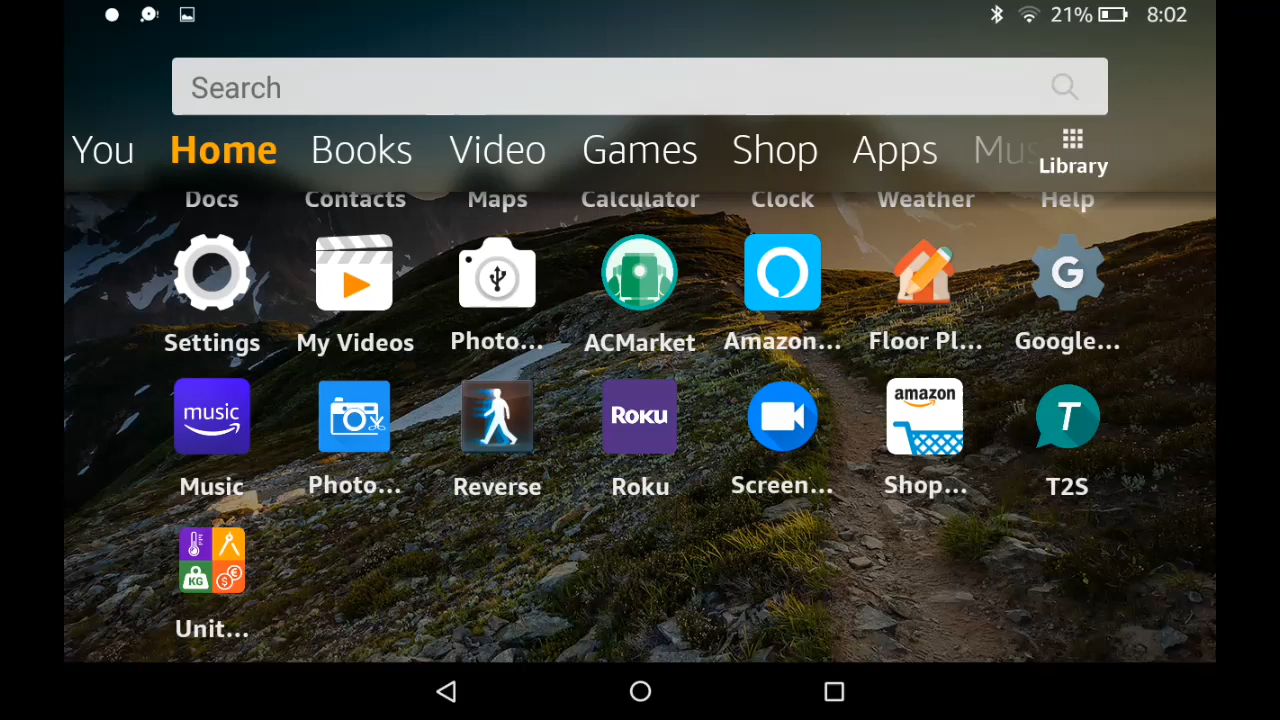 21% 8:02
Search
You Home Books Video Games Shop Apps Mus
Library
Docs Contacts Maps Calculator Clock Weather Help
G
Settings My Videos Photo... ACMarket Amazon... Floor Pl... Google...
music Roku amazon T
Music Photo... Reverse Roku Screen... Shop... T2S
KG $ €
Unit...